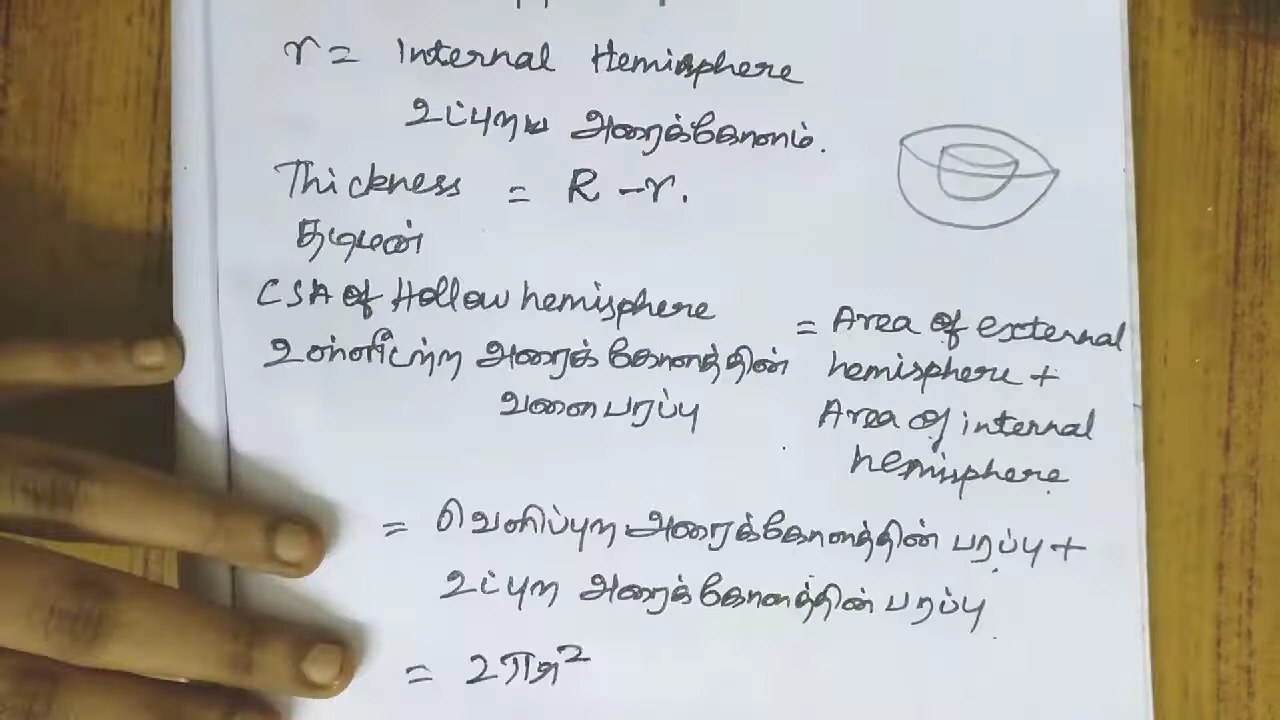 r = Internal Hemisphere
உட்புற அரைக்கோளம்.
Thickness = R - r.
தடிமன்
CSA of Hollow hemisphere
உள்ளீடற்ற அரைக் கோளத்தின்
வளைபரப்பு
= Area of external
hemisphere +
Area of internal
hemisphere
= வெளிப்புற அரைக்கோளத்தின் பரப்பு +
உட்புற அரைக்கோளத்தின் பரப்பு
= 2πr²